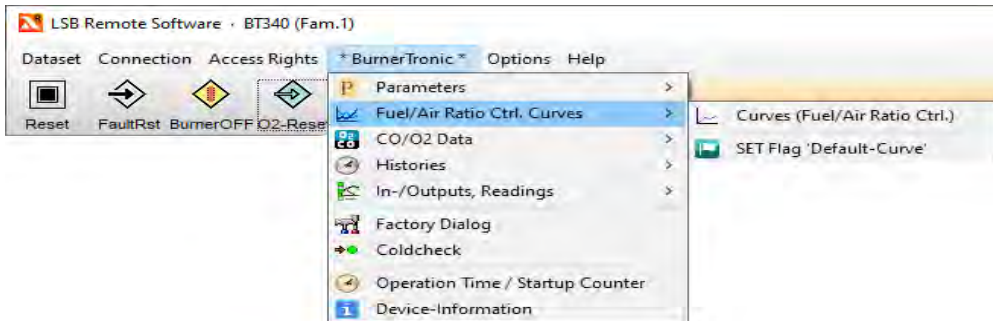 LSB Remote Software · BT340 (Fam.1)
Dataset Connection Access Rights * BurnerTronic * Options Help
Reset FaultRst BurnerOFF O2-Rese
P Parameters >
Fuel/Air Ratio Ctrl. Curves >
CO/O2 Data >
Histories >
In-/Outputs, Readings >
Factory Dialog
Coldcheck
Operation Time / Startup Counter
Device-Information
Curves (Fuel/Air Ratio Ctrl.)
SET Flag 'Default-Curve'